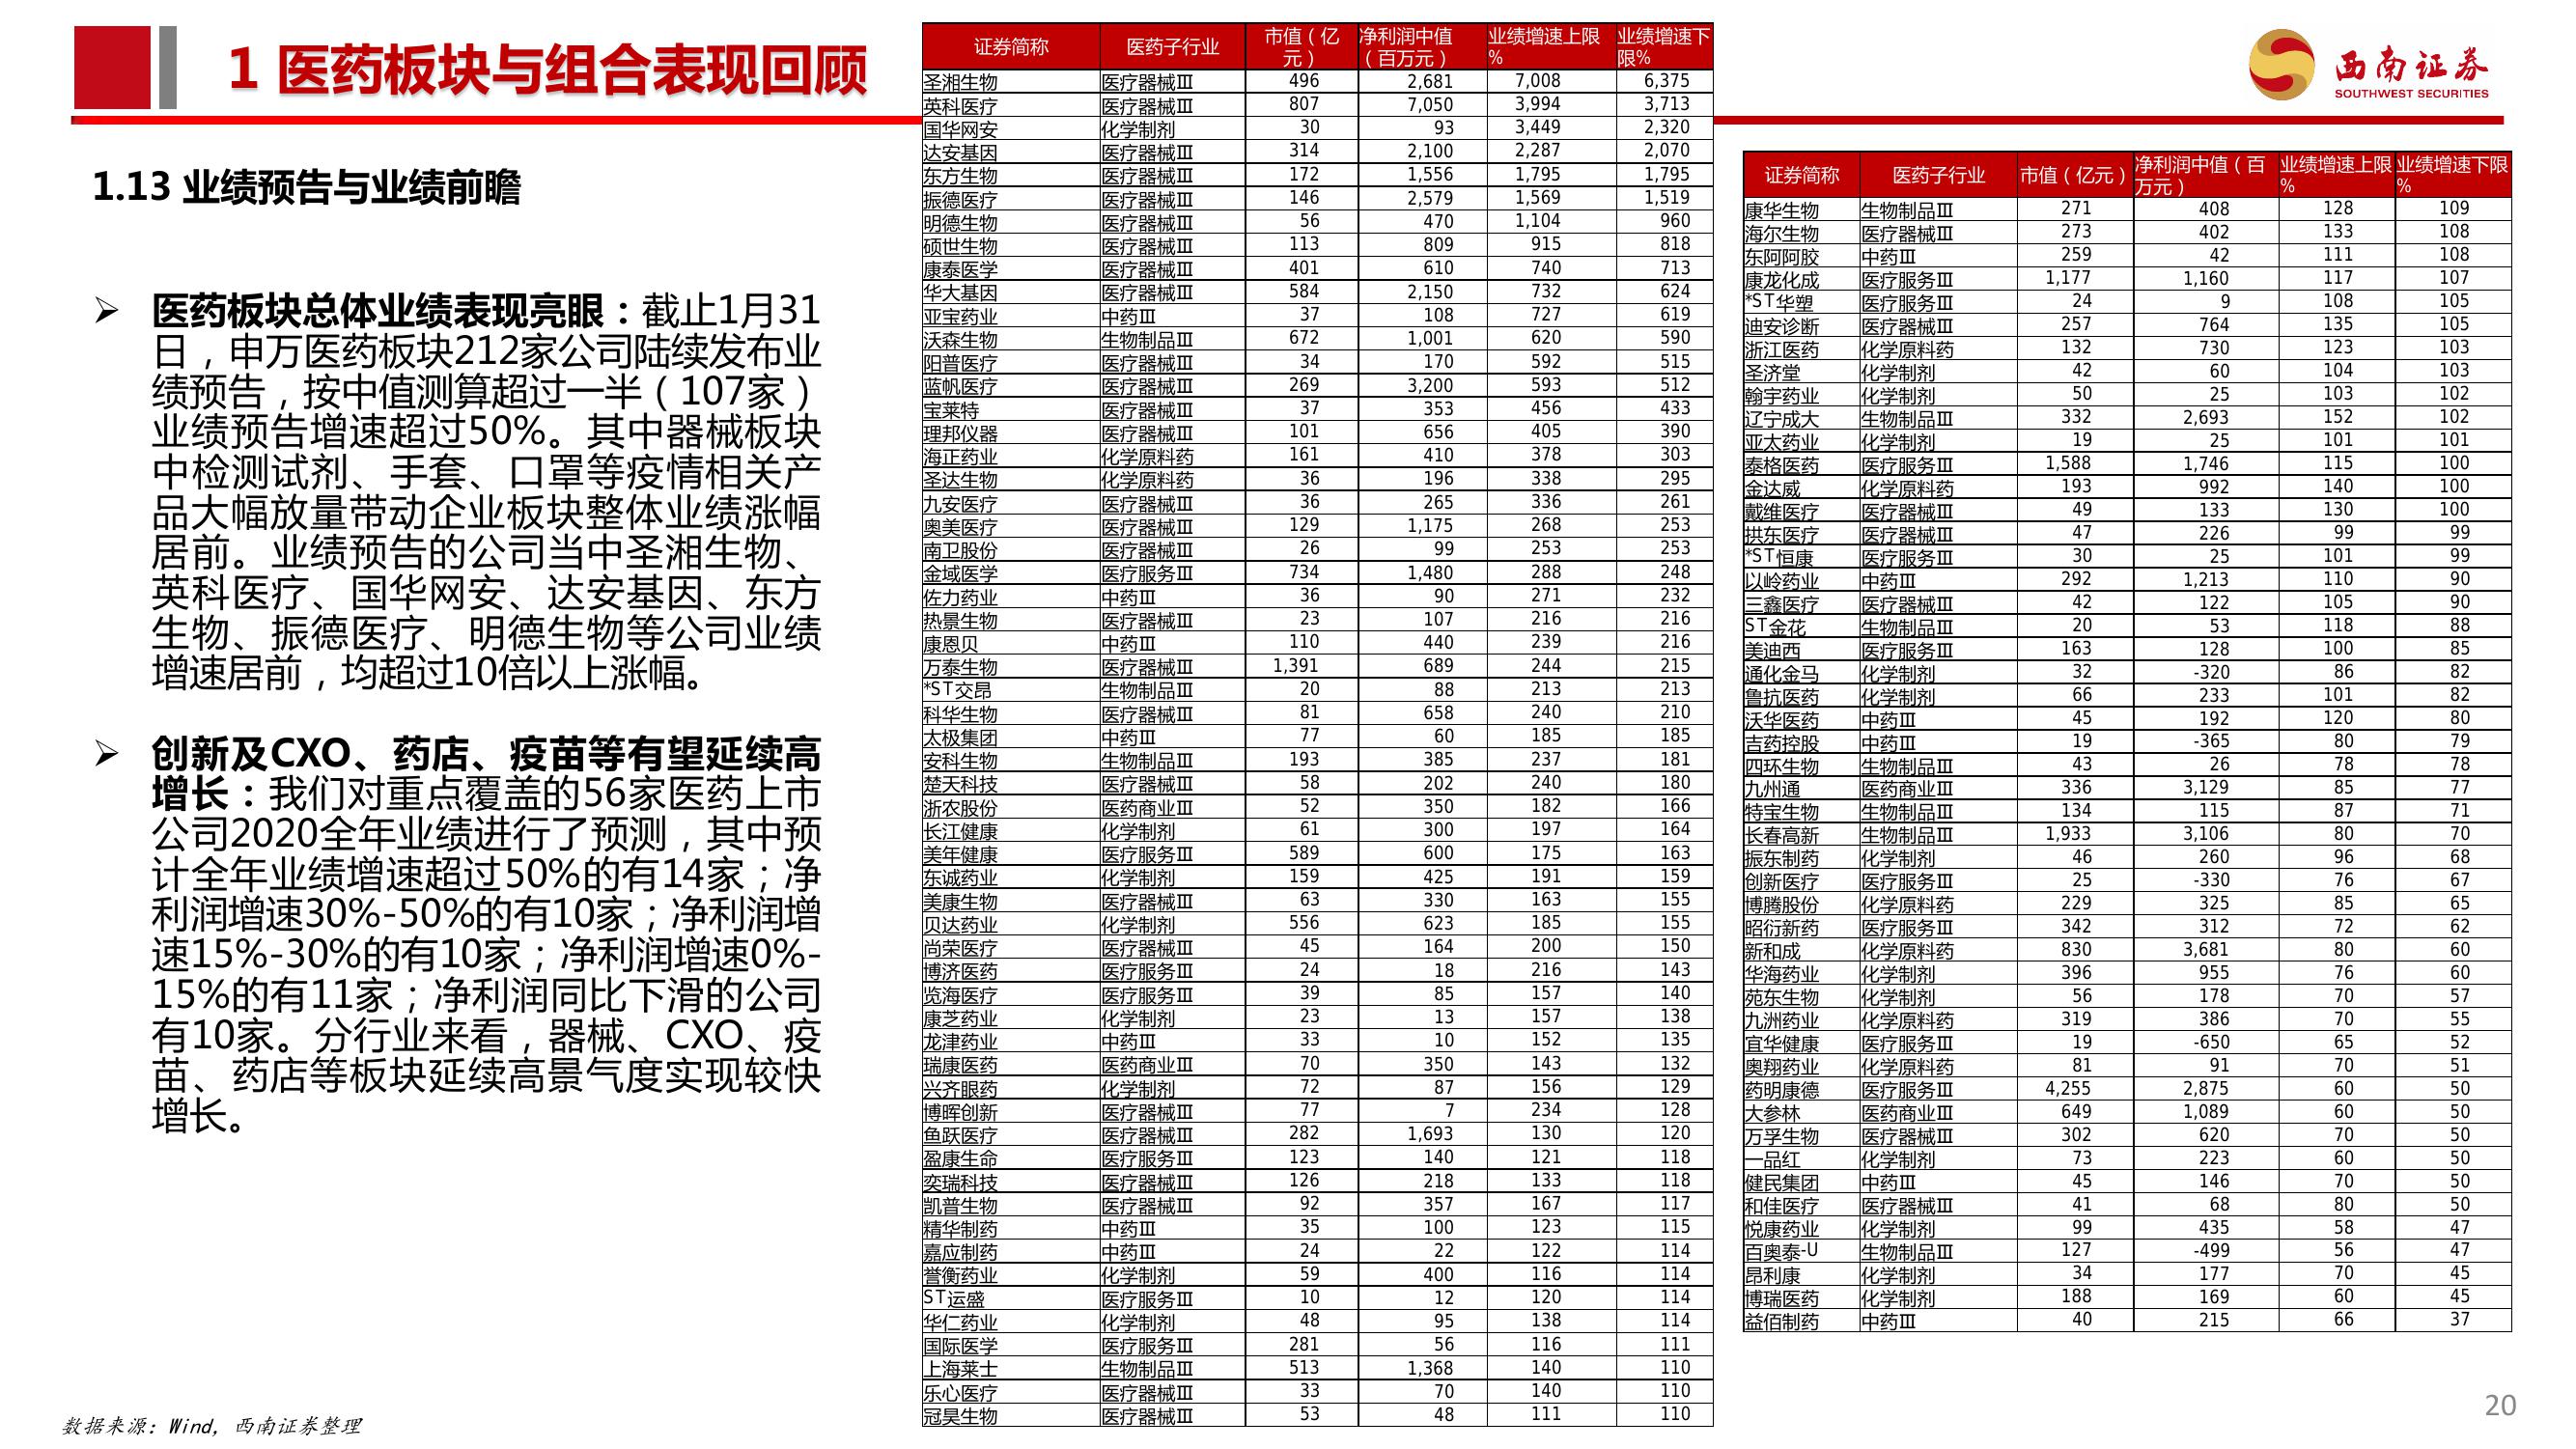 1 医药板块与组合表现回顾
西南证券
SOUTHWEST SECURITIES
1.13 业绩预告与业绩前瞻
➢ 医药板块总体业绩表现亮眼：截止1月31
日，申万医药板块212家公司陆续发布业
绩预告，按中值测算超过一半（107家）
业绩预告增速超过50%。其中器械板块
中检测试剂、手套、口罩等疫情相关产
品大幅放量带动企业板块整体业绩涨幅
居前。业绩预告的公司当中圣湘生物、
英科医疗、国华网安、达安基因、东方
生物、振德医疗、明德生物等公司业绩
增速居前，均超过10倍以上涨幅。
➢ 创新及CXO、药店、疫苗等有望延续高
增长：我们对重点覆盖的56家医药上市
公司2020全年业绩进行了预测，其中预
计全年业绩增速超过50%的有14家；净
利润增速30%-50%的有10家；净利润增
速15%-30%的有10家；净利润增速0%-
15%的有11家；净利润同比下滑的公司
有10家。分行业来看，器械、CXO、疫
苗、药店等板块延续高景气度实现较快
增长。
证券简称 医药子行业 市值（亿元） 净利润中值（百万元） 业绩增速上限% 业绩增速下限%
圣湘生物 医疗器械Ⅲ 496 2,681 7,008 6,375
英科医疗 医疗器械Ⅲ 807 7,050 3,994 3,713
国华网安 化学制剂 30 93 3,449 2,320
达安基因 医疗器械Ⅲ 314 2,100 2,287 2,070
东方生物 医疗器械Ⅲ 172 1,556 1,795 1,795
振德医疗 医疗器械Ⅲ 146 2,579 1,569 1,519
明德生物 医疗器械Ⅲ 56 470 1,104 960
硕世生物 医疗器械Ⅲ 113 809 915 818
康泰医学 医疗器械Ⅲ 401 610 740 713
华大基因 医疗器械Ⅲ 584 2,150 732 624
亚宝药业 中药Ⅲ 37 108 727 619
沃森生物 生物制品Ⅲ 672 1,001 620 590
阳普医疗 医疗器械Ⅲ 34 170 592 515
蓝帆医疗 医疗器械Ⅲ 269 3,200 593 512
宝莱特 医疗器械Ⅲ 37 353 456 433
理邦仪器 医疗器械Ⅲ 101 656 405 390
海正药业 化学原料药 161 410 378 303
圣达生物 化学原料药 36 196 338 295
九安医疗 医疗器械Ⅲ 36 265 336 261
奥美医疗 医疗器械Ⅲ 129 1,175 268 253
南卫股份 医疗器械Ⅲ 26 99 253 253
金域医学 医疗服务Ⅲ 734 1,480 288 248
佐力药业 中药Ⅲ 36 90 271 232
热景生物 医疗器械Ⅲ 23 107 216 216
康恩贝 中药Ⅲ 110 440 239 216
万泰生物 医疗器械Ⅲ 1,391 689 244 215
*ST交昂 生物制品Ⅲ 20 88 213 213
科华生物 医疗器械Ⅲ 81 658 240 210
太极集团 中药Ⅲ 77 60 185 185
安科生物 生物制品Ⅲ 193 385 237 181
楚天科技 医疗器械Ⅲ 58 202 240 180
浙农股份 医药商业Ⅲ 52 350 182 166
长江健康 化学制剂 61 300 197 164
美年健康 医疗服务Ⅲ 589 600 175 163
东诚药业 化学制剂 159 425 191 159
美康生物 医疗器械Ⅲ 63 330 163 155
贝达药业 化学制剂 556 623 185 155
尚荣医疗 医疗器械Ⅲ 45 164 200 150
博济医药 医疗服务Ⅲ 24 18 216 143
览海医疗 医疗服务Ⅲ 39 85 157 140
康芝药业 化学制剂 23 13 157 138
龙津药业 中药Ⅲ 33 10 152 135
瑞康医药 医药商业Ⅲ 70 350 143 132
兴齐眼药 化学制剂 72 87 156 129
博晖创新 医疗器械Ⅲ 77 7 234 128
鱼跃医疗 医疗器械Ⅲ 282 1,693 130 120
盈康生命 医疗服务Ⅲ 123 140 121 118
奕瑞科技 医疗器械Ⅲ 126 218 133 118
凯普生物 医疗器械Ⅲ 92 357 167 117
精华制药 中药Ⅲ 35 100 123 115
嘉应制药 中药Ⅲ 24 22 122 114
誉衡药业 化学制剂 59 400 116 114
ST运盛 医疗服务Ⅲ 10 12 120 114
华仁药业 化学制剂 48 95 138 114
国际医学 医疗服务Ⅲ 281 56 116 111
上海莱士 生物制品Ⅲ 513 1,368 140 110
乐心医疗 医疗器械Ⅲ 33 70 140 110
冠昊生物 医疗器械Ⅲ 53 48 111 110
证券简称 医药子行业 市值（亿元） 净利润中值（百万元） 业绩增速上限% 业绩增速下限%
康华生物 生物制品Ⅲ 271 408 128 109
海尔生物 医疗器械Ⅲ 273 402 133 108
东阿阿胶 中药Ⅲ 259 42 111 108
康龙化成 医疗服务Ⅲ 1,177 1,160 117 107
*ST华塑 医疗服务Ⅲ 24 9 108 105
迪安诊断 医疗器械Ⅲ 257 764 135 105
浙江医药 化学原料药 132 730 123 103
圣济堂 化学制剂 42 60 104 103
翰宇药业 化学制剂 50 25 103 102
辽宁成大 生物制品Ⅲ 332 2,693 152 102
亚太药业 化学制剂 19 25 101 101
泰格医药 医疗服务Ⅲ 1,588 1,746 115 100
金达威 化学原料药 193 992 140 100
戴维医疗 医疗器械Ⅲ 49 133 130 100
拱东医疗 医疗器械Ⅲ 47 226 99 99
*ST恒康 医疗服务Ⅲ 30 25 101 99
以岭药业 中药Ⅲ 292 1,213 110 90
三鑫医疗 医疗器械Ⅲ 42 122 105 90
ST金花 生物制品Ⅲ 20 53 118 88
美迪西 医疗服务Ⅲ 163 128 100 85
通化金马 化学制剂 32 -320 86 82
鲁抗医药 化学制剂 66 233 101 82
沃华医药 中药Ⅲ 45 192 120 80
吉药控股 中药Ⅲ 19 -365 80 79
四环生物 生物制品Ⅲ 43 26 78 78
九州通 医药商业Ⅲ 336 3,129 85 77
特宝生物 生物制品Ⅲ 134 115 87 71
长春高新 生物制品Ⅲ 1,933 3,106 80 70
振东制药 化学制剂 46 260 96 68
创新医疗 医疗服务Ⅲ 25 -330 76 67
博腾股份 化学原料药 229 325 85 65
昭衍新药 医疗服务Ⅲ 342 312 72 62
新和成 化学原料药 830 3,681 80 60
华海药业 化学制剂 396 955 76 60
苑东生物 化学制剂 56 178 70 57
九洲药业 化学原料药 319 386 70 55
宜华健康 医疗服务Ⅲ 19 -650 65 52
奥翔药业 化学原料药 81 91 70 51
药明康德 医疗服务Ⅲ 4,255 2,875 60 50
大参林 医药商业Ⅲ 649 1,089 60 50
万孚生物 医疗器械Ⅲ 302 620 70 50
一品红 化学制剂 73 223 60 50
健民集团 中药Ⅲ 45 146 70 50
和佳医疗 医疗器械Ⅲ 41 68 80 50
悦康药业 化学制剂 99 435 58 47
百奥泰-U 生物制品Ⅲ 127 -499 56 47
昂利康 化学制剂 34 177 70 45
博瑞医药 化学制剂 188 169 60 45
益佰制药 中药Ⅲ 40 215 66 37
数据来源：Wind，西南证券整理
20